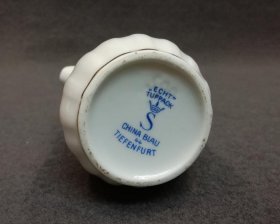 „ECHT"
TUPPACK
S
CHINA BLAU
TIEFENFURT